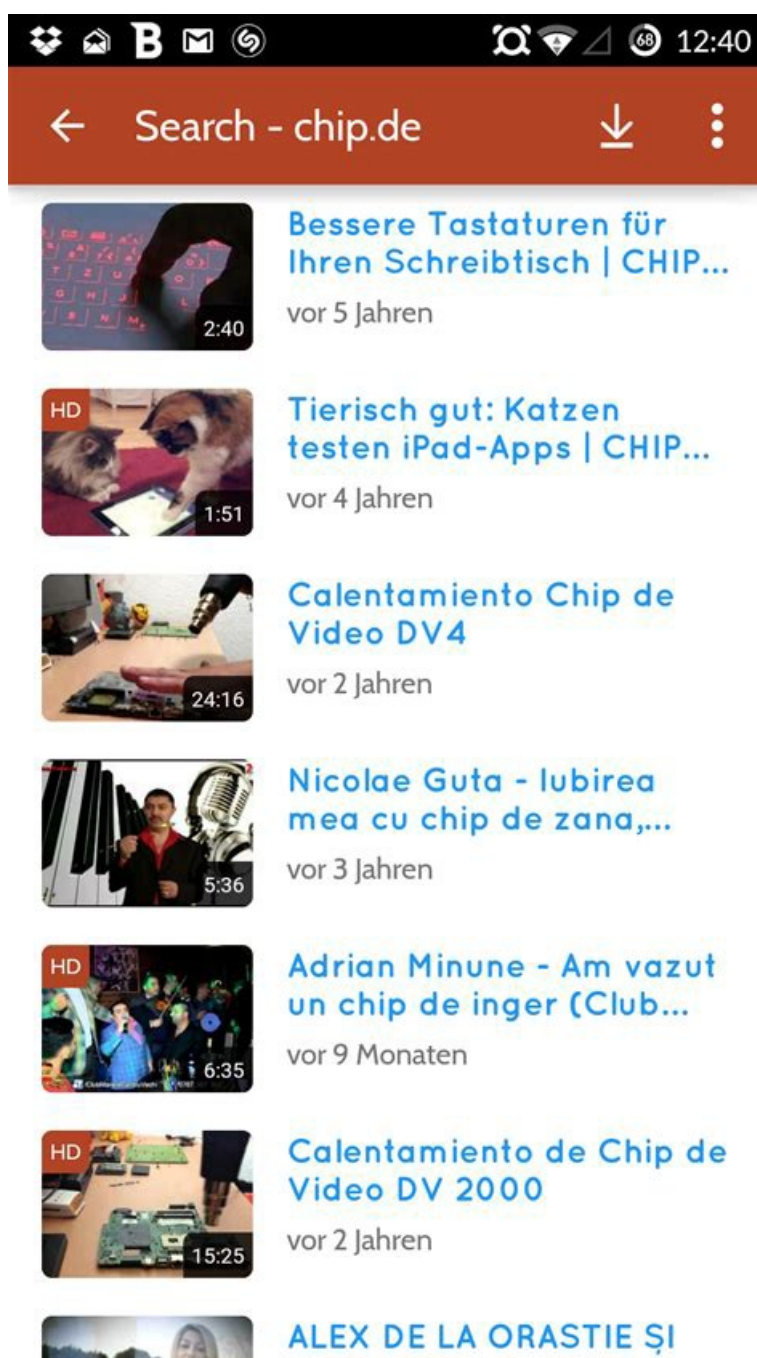 B 68 12:40
Search - chip.de
Bessere Tastaturen für
Ihren Schreibtisch | CHIP...
vor 5 Jahren
2:40
HD
Tierisch gut: Katzen
testen iPad-Apps | CHIP...
vor 4 Jahren
1:51
Calentamiento Chip de
Video DV4
vor 2 Jahren
24:16
Nicolae Guta - Iubirea
mea cu chip de zana,...
vor 3 Jahren
5:36
HD
Adrian Minune - Am vazut
un chip de inger (Club...
vor 9 Monaten
6:35
HD
Calentamiento de Chip de
Video DV 2000
vor 2 Jahren
15:25
ALEX DE LA ORASTIE ȘI